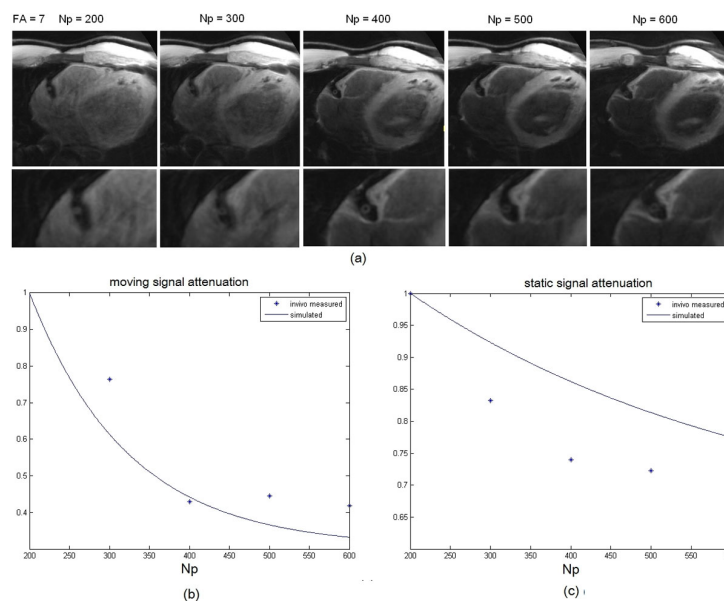 FA = 7 Np = 200 Np = 300 Np = 400 Np = 500 Np = 600
(a)
moving signal attenuation
1
0.9
0.8
0.7
0.6
0.5
0.4
200 250 300 350 400 450 500 550 600
invivo measured
simulated
Np
(b)
static signal attenuation
1
0.95
0.9
0.85
0.8
0.75
0.7
0.65
200 250 300 350 400 450 500 550
invivo measured
simulated
Np
(c)